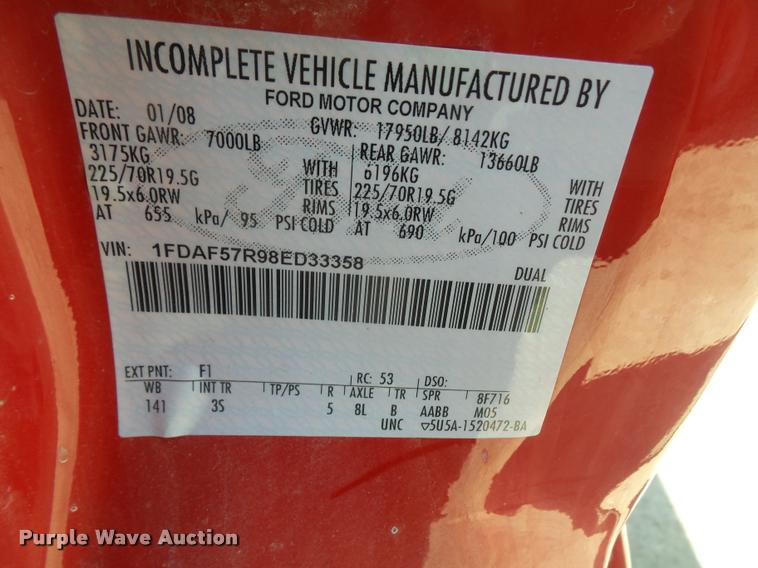 INCOMPLETE VEHICLE MANUFACTURED BY
FORD MOTOR COMPANY
DATE: 01/08 GVWR: 17950LB/ 8142KG
FRONT GAWR: 7000LB REAR GAWR: 13660LB
3175KG WITH 6196KG WITH
225/70R19.5G TIRES 225/70R19.5G TIRES
19.5x6.0RW RIMS 19.5x6.0RW RIMS
AT 655 kPa/ 95 PSI COLD AT 690 kPa/100 PSI COLD
VIN: 1FDAF57R98ED33358 DUAL
EXT PNT: F1 RC: 53 DSO:
WB INT TR TP/PS R AXLE TR SPR 8F716
141 3S 5 8L B AABB M05
UNC ▽5U5A-1520472-BA
Purple Wave Auction